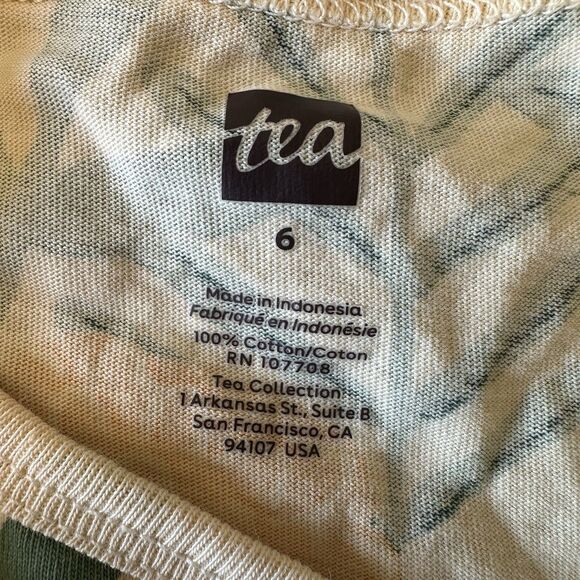 tea
6
Made in Indonesia
Fabriqué en Indonésie
100% Cotton/Coton
RN 107708
Tea Collection
1 Arkansas St., Suite B
San Francisco, CA
94107 USA